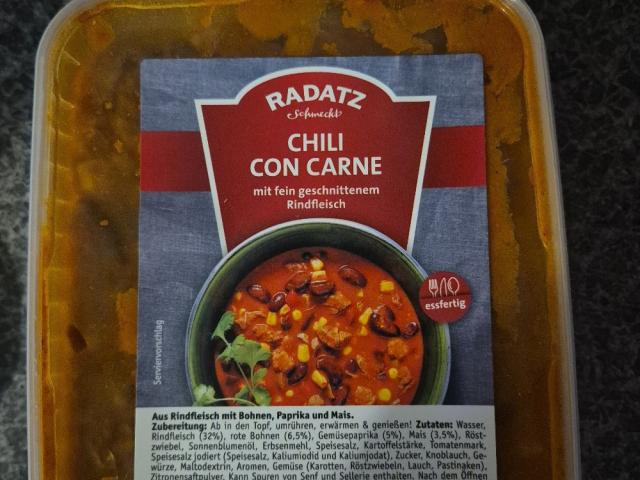 RADATZ
Schmeckt
CHILI
CON CARNE
mit fein geschnittenem
Rindfleisch
essfertig
Serviervorschlag
Aus Rindfleisch mit Bohnen, Paprika und Mais.
Zubereitung: Ab in den Topf, umrühren, erwärmen & genießen! Zutaten: Wasser,
Rindfleisch (32%), rote Bohnen (6,5%), Gemüsepaprika (5%), Mais (3,5%), Röst-
zwiebel, Sonnenblumenöl, Erbsenmehl, Speisesalz, Kartoffelstärke, Tomatenmark,
Speisesalz jodiert (Speisesalz, Kaliumiodid und Kaliumjodat), Zucker, Knoblauch, Ge-
würze, Maltodextrin, Aromen, Gemüse (Karotten, Röstzwiebeln, Lauch, Pastinaken),
Zitronensaftpulver. Kann Spuren von Senf und Sellerie enthalten. Nach dem Öffnen